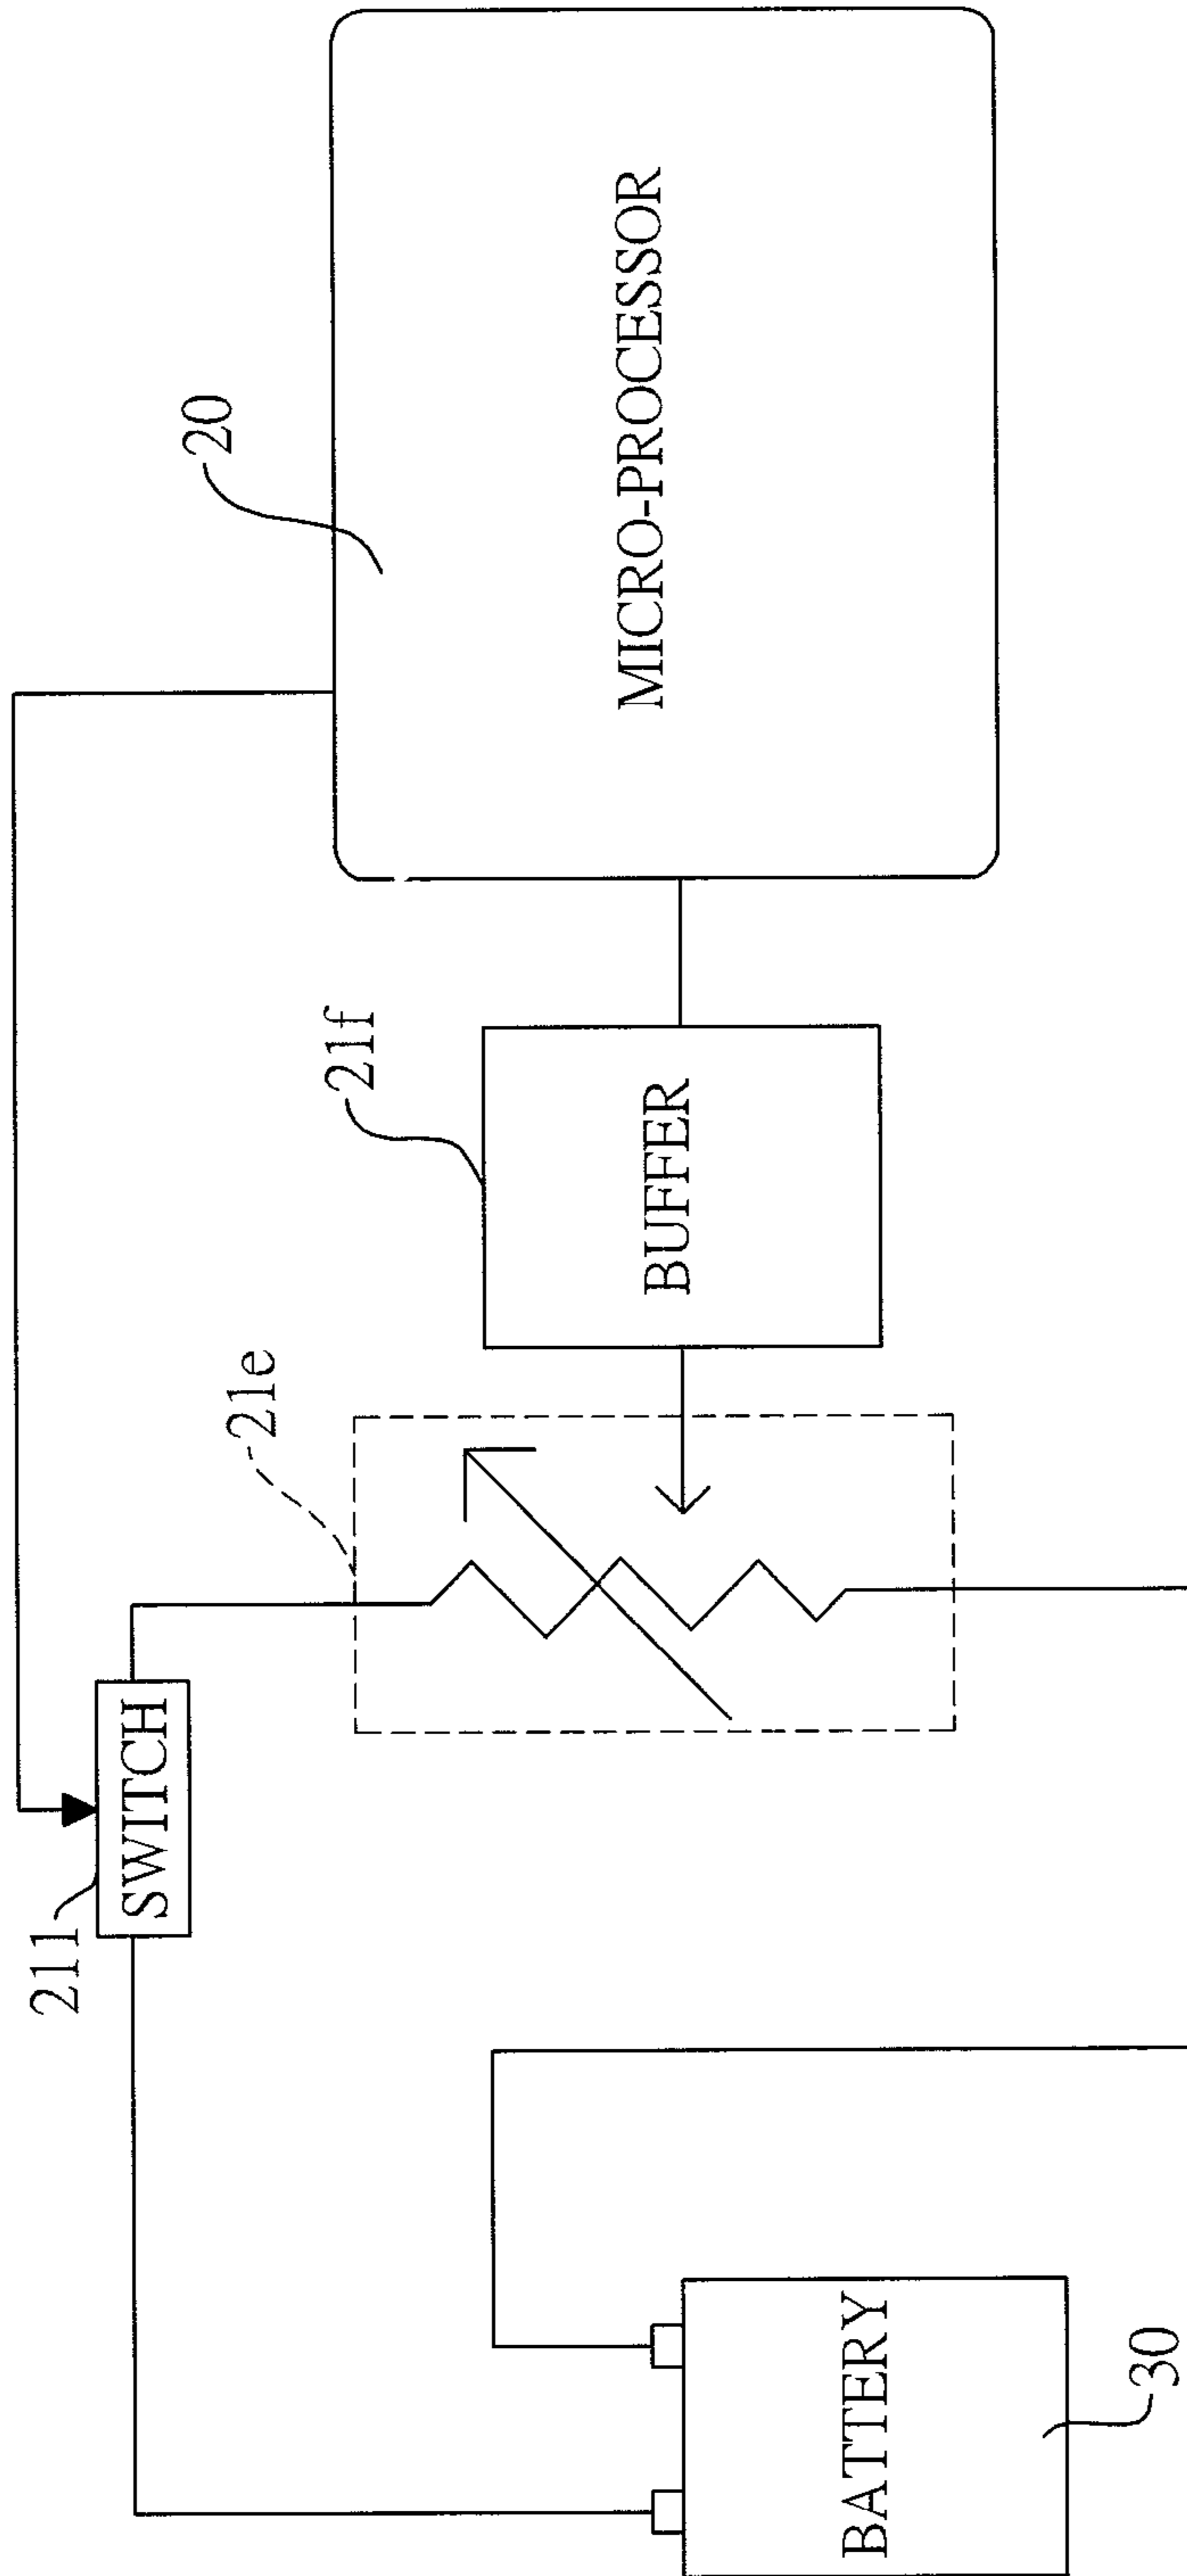 211
SWITCH
20
21e
21f
MICRO-PROCESSOR
BUFFER
BATTERY
30